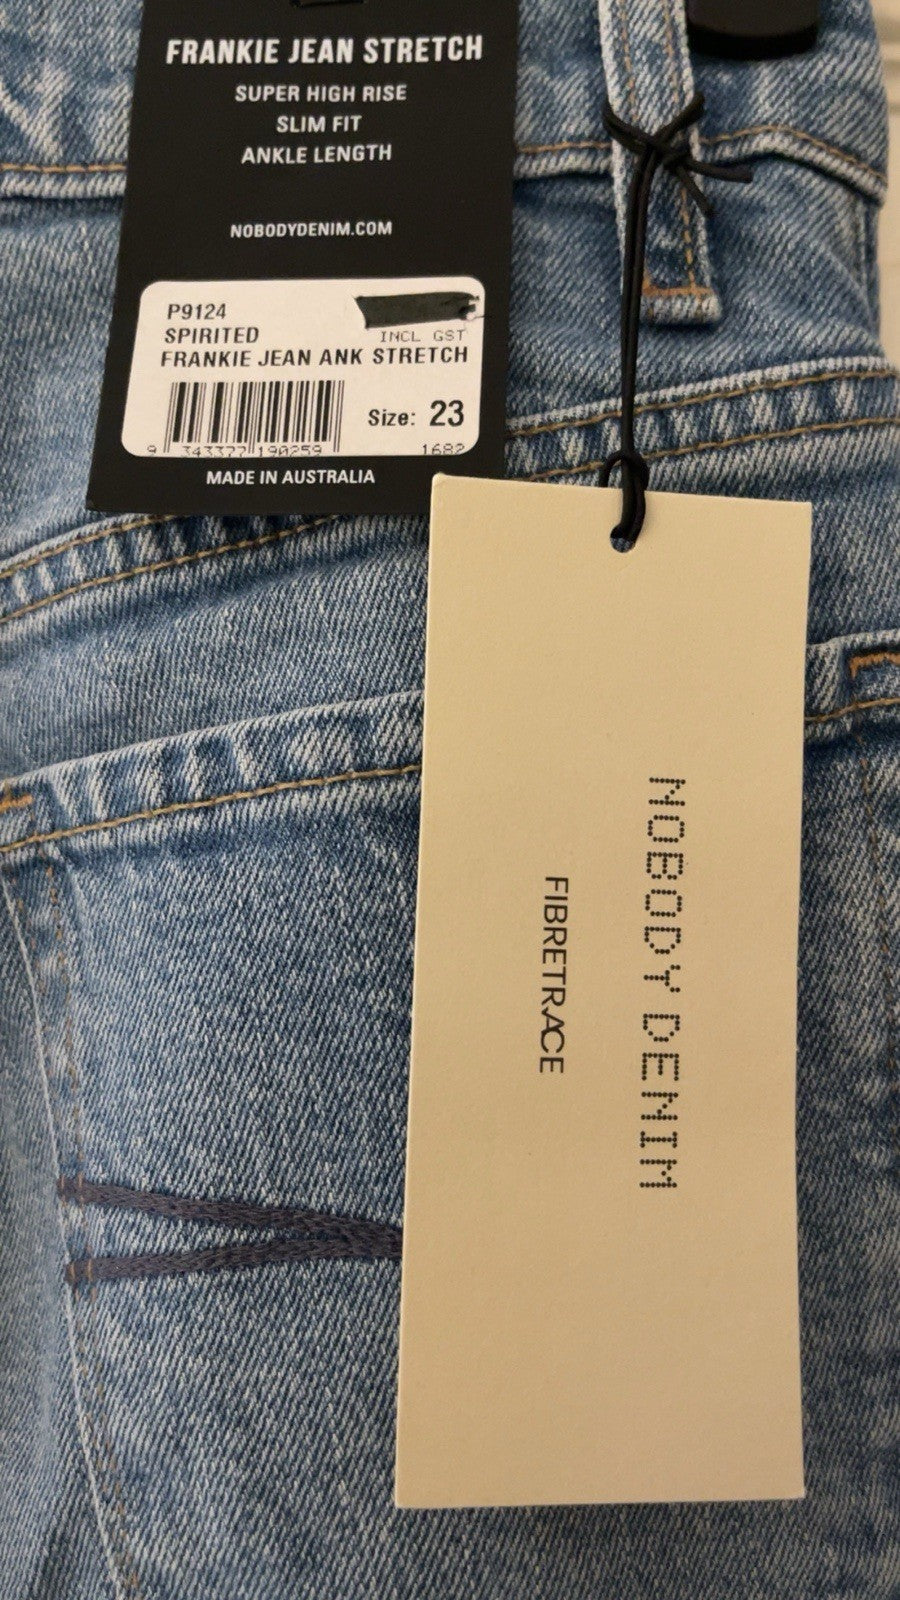 FRANKIE JEAN STRETCH
SUPER HIGH RISE
SLIM FIT
ANKLE LENGTH
NOBODYDENIM.COM
P9124
SPIRITED
INCL GST
FRANKIE JEAN ANK STRETCH
Size: 23
9 343377 190259
1682
MADE IN AUSTRALIA
NOBODY DENIM
FIBRETRACE